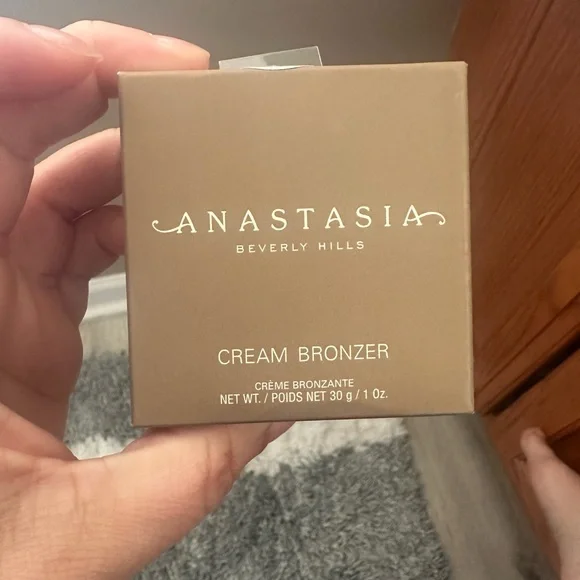 ANASTASIA
BEVERLY HILLS
CREAM BRONZER
CRÈME BRONZANTE
NET WT. / POIDS NET 30 g / 1 Oz.